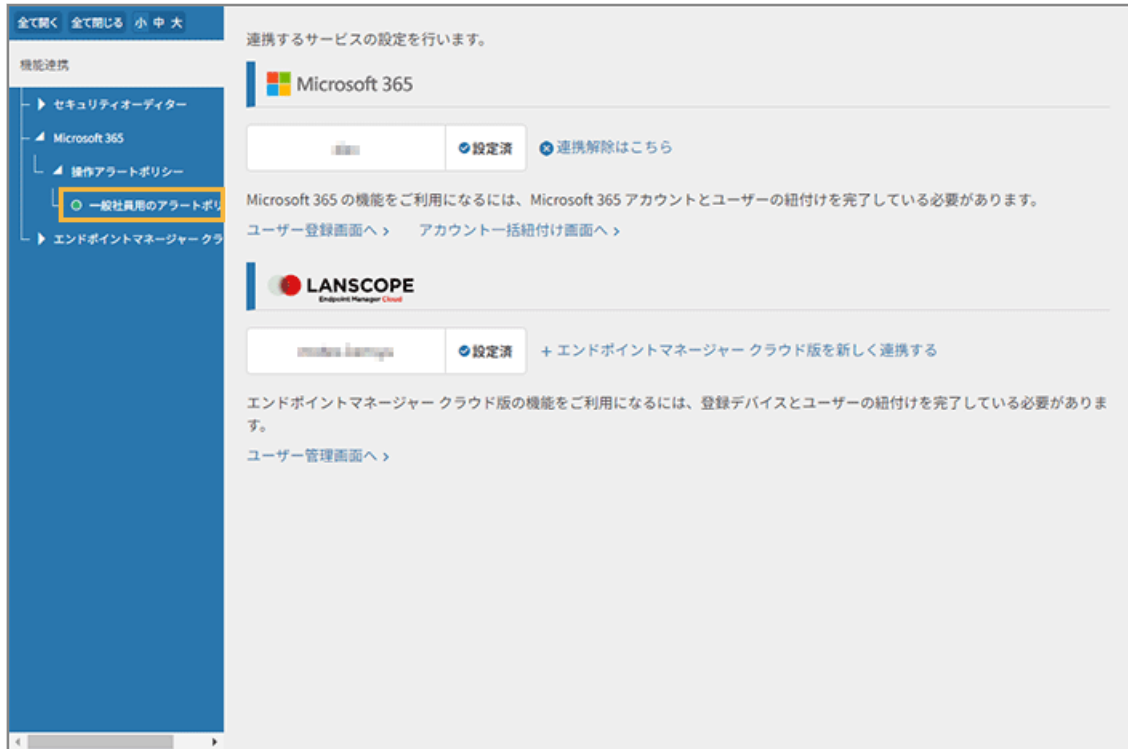 全て開く 全て閉じる 小 中 大
機能連携
セキュリティオーディター
Microsoft 365
操作アラートポリシー
一般社員用のアラートポリ
エンドポイントマネージャー クラ
連携するサービスの設定を行います。
Microsoft 365
設定済 連携解除はこちら
Microsoft 365 の機能をご利用になるには、Microsoft 365 アカウントとユーザーの紐付けを完了している必要があります。
ユーザー登録画面へ › アカウント一括紐付け画面へ ›
LANSCOPE
Endpoint Manager Cloud
設定済 + エンドポイントマネージャー クラウド版を新しく連携する
エンドポイントマネージャー クラウド版の機能をご利用になるには、登録デバイスとユーザーの紐付けを完了している必要がありま
す。
ユーザー管理画面へ ›